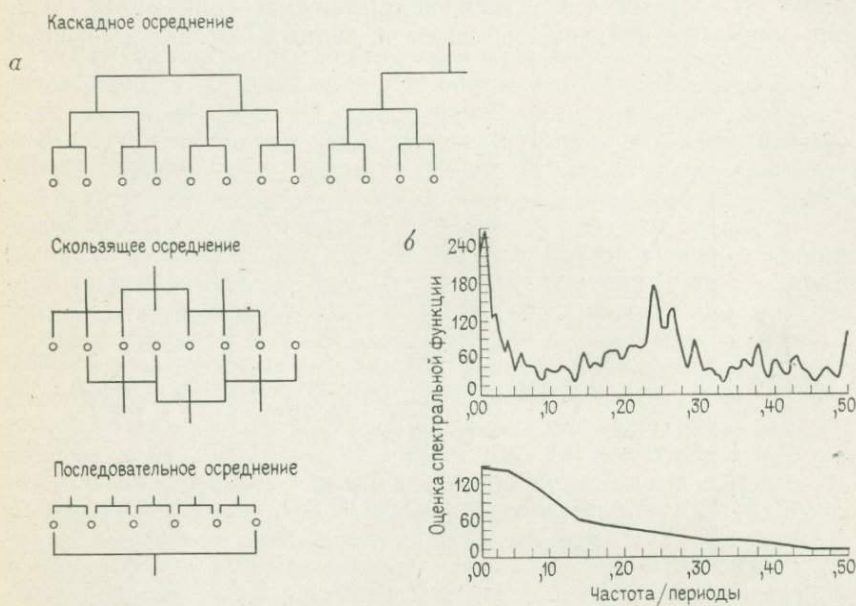 Каскадное осреднение
а
Скользящее осреднение
Последовательное осреднение
б
Оценка спектральной функции
240
180
120
60
0
,00 ,10 ,20 ,30 ,40 ,50
120
60
0
,00 ,10 ,20 ,30 ,40 ,50
Частота/периоды